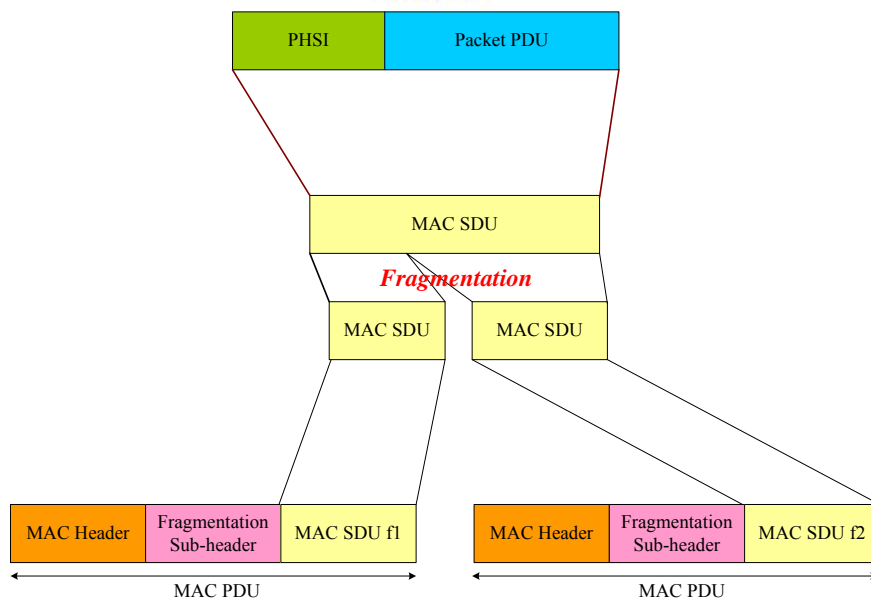 PHSI Packet PDU
MAC SDU
Fragmentation
MAC SDU MAC SDU
MAC Header Fragmentation Sub-header MAC SDU f1 MAC Header Fragmentation Sub-header MAC SDU f2
MAC PDU MAC PDU